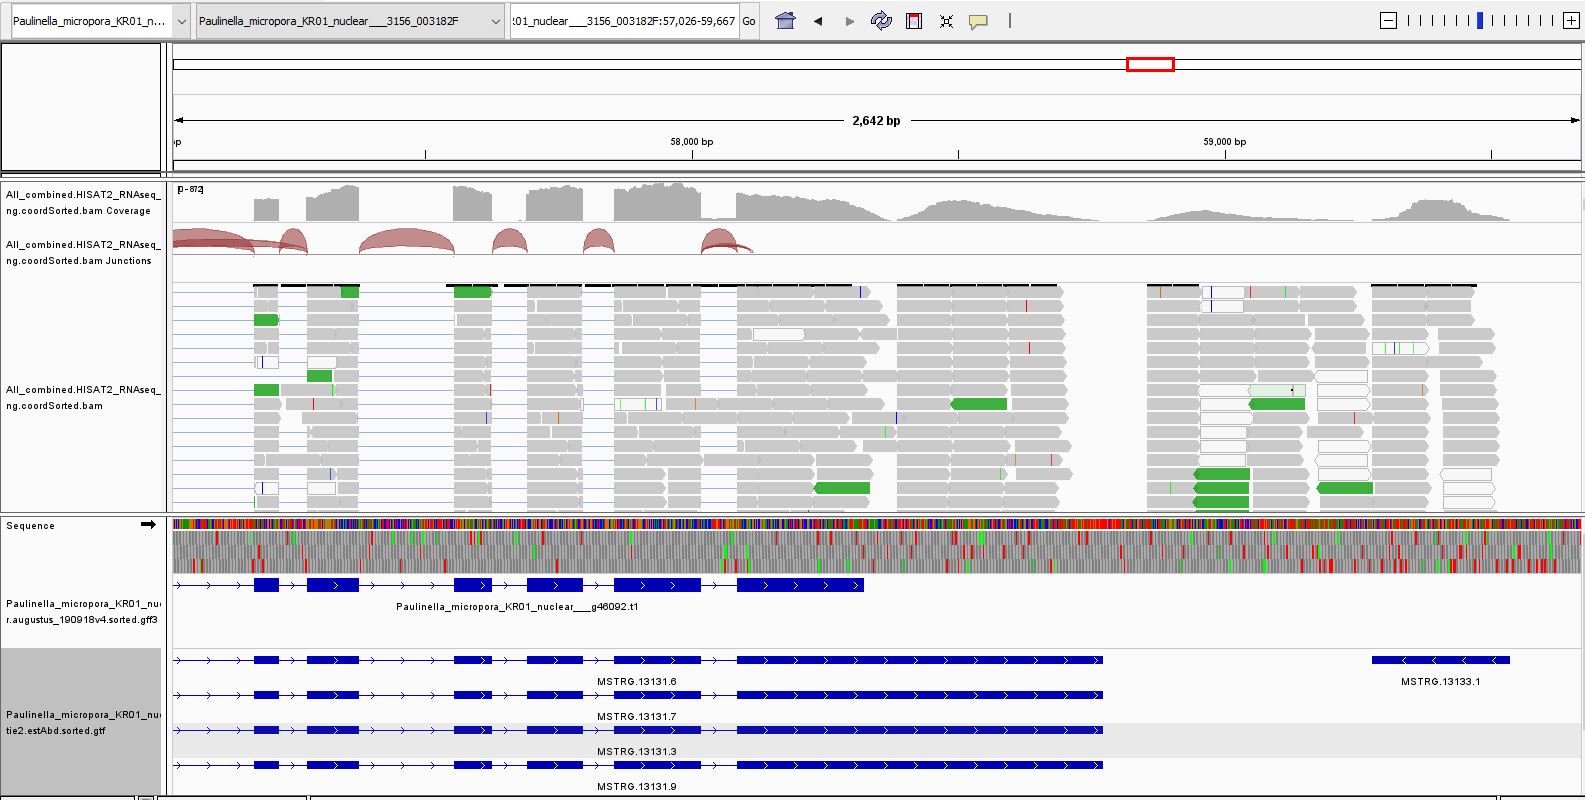 Paulinella_micropora_KR01_n... Paulinella_micropora_KR01_nuclear___3156_003182F 01_nuclear___3156_003182F:57,026-59,667 Go
2,642 bp
58,000 bp 59,000 bp
All_combined.HISAT2_RNAseq_
ng.coordSorted.bam Coverage
[0-872]
All_combined.HISAT2_RNAseq_
ng.coordSorted.bam Junctions
All_combined.HISAT2_RNAseq_
ng.coordSorted.bam
Sequence
Paulinella_micropora_KR01_nu
r.augustus_190918v4.sorted.gff3
Paulinella_micropora_KR01_nuclear___g46092.t1
Paulinella_micropora_KR01_nu
tie2.estAbd.sorted.gtf
MSTRG.13131.6 MSTRG.13133.1
MSTRG.13131.7
MSTRG.13131.3
MSTRG.13131.9